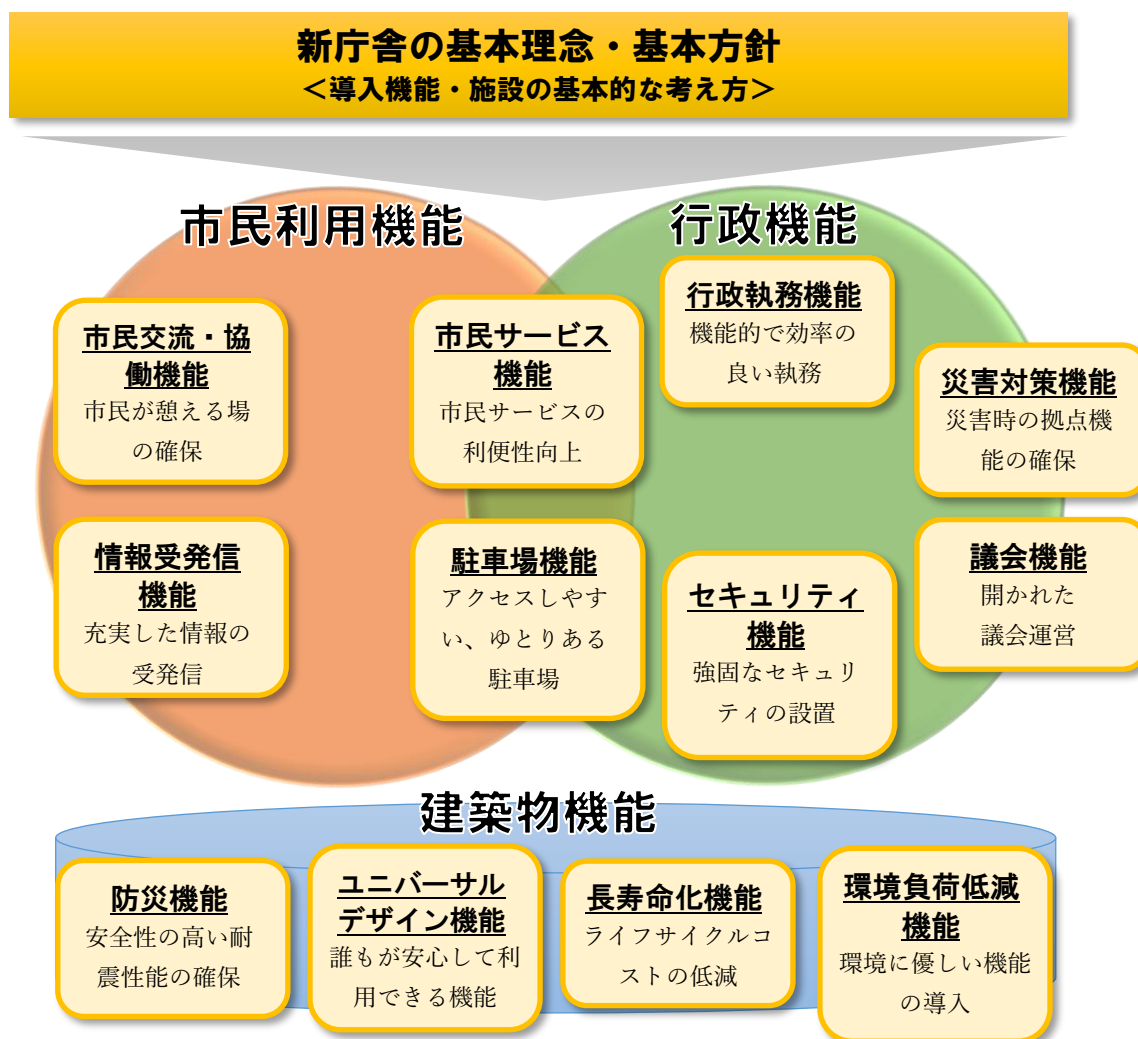 新庁舎の基本理念・基本方針
＜導入機能・施設の基本的な考え方＞
市民利用機能
行政機能
市民交流・協
働機能
市民が憩える場
の確保
市民サービス
機能
市民サービスの
利便性向上
行政執務機能
機能的で効率の
良い執務
災害対策機能
災害時の拠点機
能の確保
情報受発信
機能
充実した情報の
受発信
駐車場機能
アクセスしやす
い、ゆとりある
駐車場
セキュリティ
機能
強固なセキュリ
ティの設置
議会機能
開かれた
議会運営
建築物機能
防災機能
安全性の高い耐
震性能の確保
ユニバーサル
デザイン機能
誰もが安心して利
用できる機能
長寿命化機能
ライフサイクルコ
ストの低減
環境負荷低減
機能
環境に優しい機能
の導入